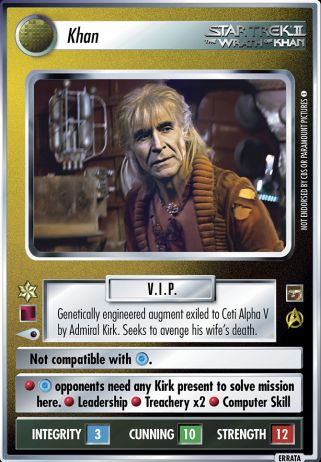 Khan
STAR TREK II
THE WRATH OF KHAN
NOT ENDORSED BY CBS OR PARAMOUNT PICTURES
V.I.P.
Genetically engineered augment exiled to Ceti Alpha V
by Admiral Kirk. Seeks to avenge his wife's death.
Not compatible with .
opponents need any Kirk present to solve mission
here. • Leadership • Treachery x2 • Computer Skill
INTEGRITY 3 CUNNING 10 STRENGTH 12
ERRATA